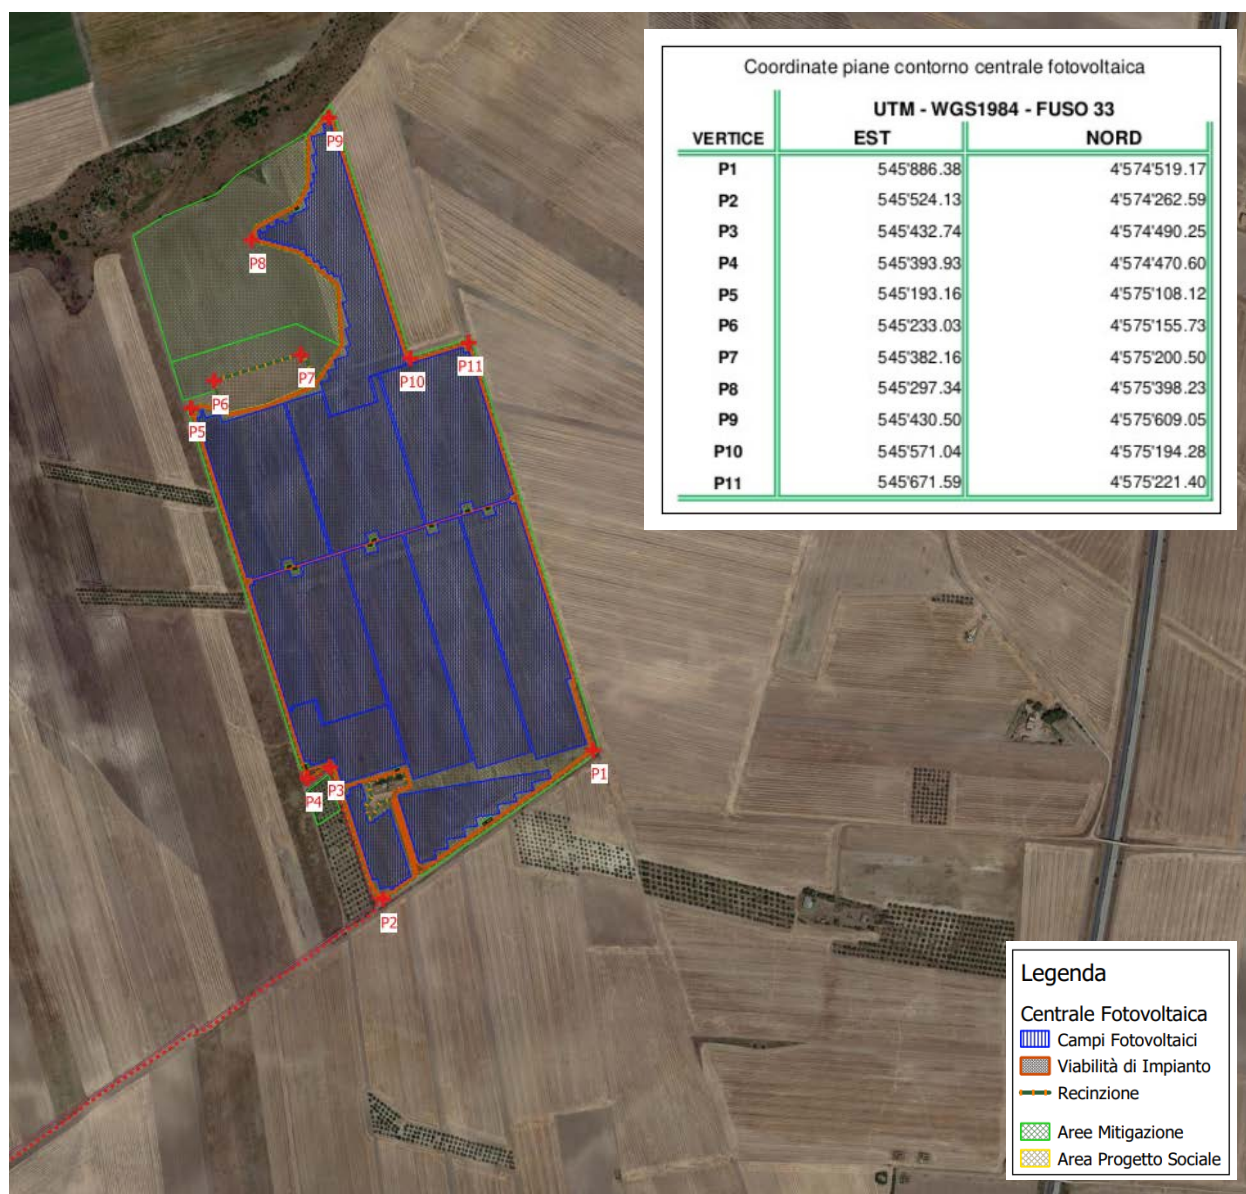 Coordinate piane contorno centrale fotovoltaica
UTM - WGS1984 - FUSO 33
VERTICE EST NORD
P1 545'886.38 4'574'519.17
P2 545'524.13 4'574'262.59
P3 545'432.74 4'574'490.25
P4 545'393.93 4'574'470.60
P5 545'193.16 4'575'108.12
P6 545'233.03 4'575'155.73
P7 545'382.16 4'575'200.50
P8 545'297.34 4'575'398.23
P9 545'430.50 4'575'609.05
P10 545'571.04 4'575'194.28
P11 545'671.59 4'575'221.40
P9
P8
P11
P7
P10
P6
P5
P1
P3
P4
P2
Legenda
Centrale Fotovoltaica
Campi Fotovoltaici
Viabilità di Impianto
Recinzione
Aree Mitigazione
Area Progetto Sociale